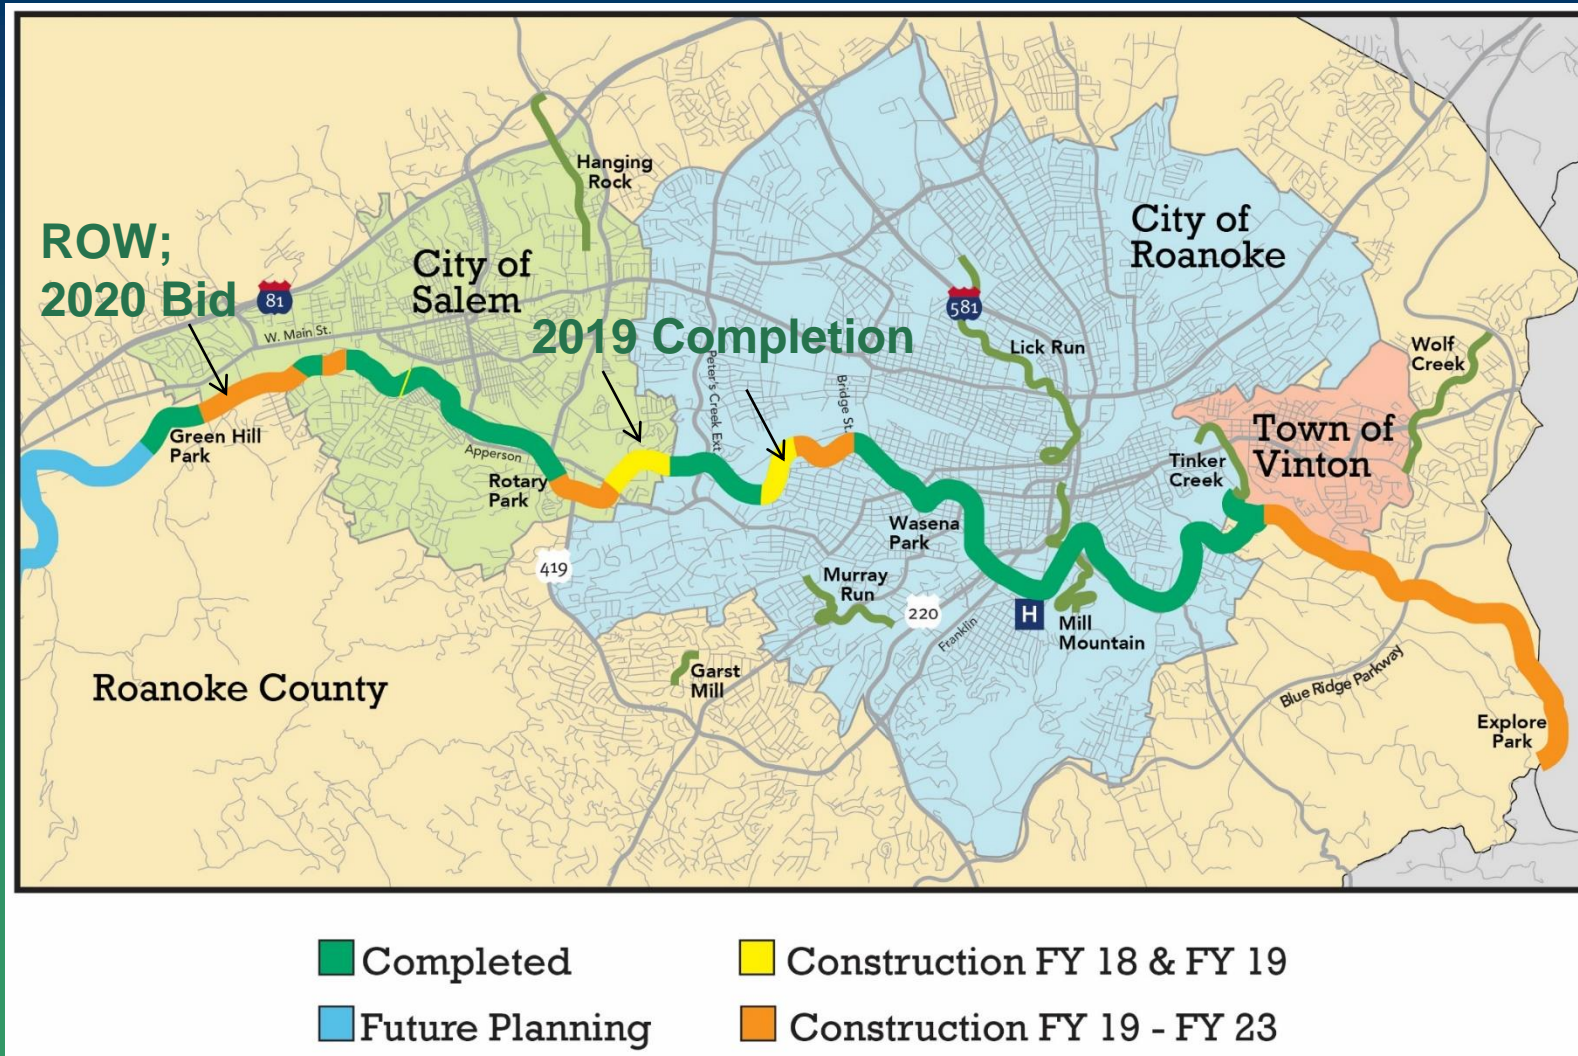 Hanging
Rock
City of
Roanoke
ROW;
2020 Bid
City of
Salem
81
581
W. Main St.
2019 Completion
Lick Run
Wolf
Creek
Peter's Creek Ext
Bridge St.
Green Hill
Park
Apperson
Town of
Vinton
Tinker
Creek
Rotary
Park
Wasena
Park
419
Murray
Run
220
H
Franklin
Mill
Mountain
Garst
Mill
Roanoke County
Blue Ridge Parkway
Explore
Park
Completed
Construction FY 18 & FY 19
Future Planning
Construction FY 19 - FY 23